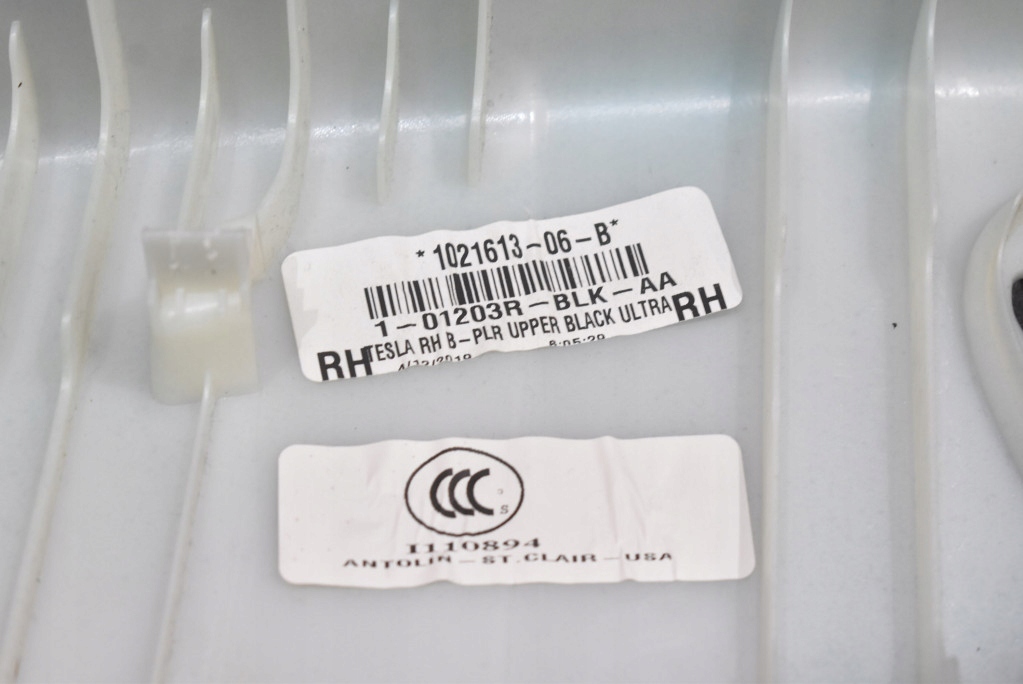 *1021613-06-B*
1-01203R-BLK-AA
TESLA RH B-PLR UPPER BLACK ULTRA
RH RH
CCC
S
I110894
ANTOLIN - ST.CLAIR - USA